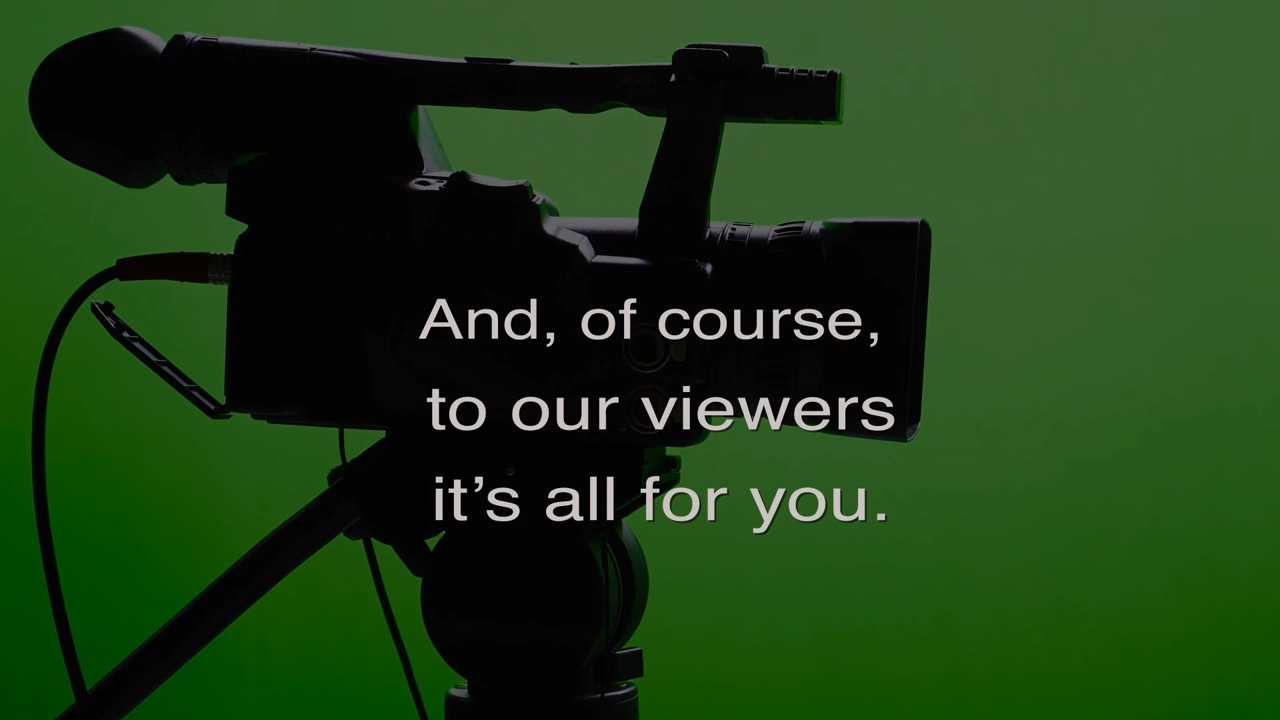 And, of course,
to our viewers
it’s all for you.